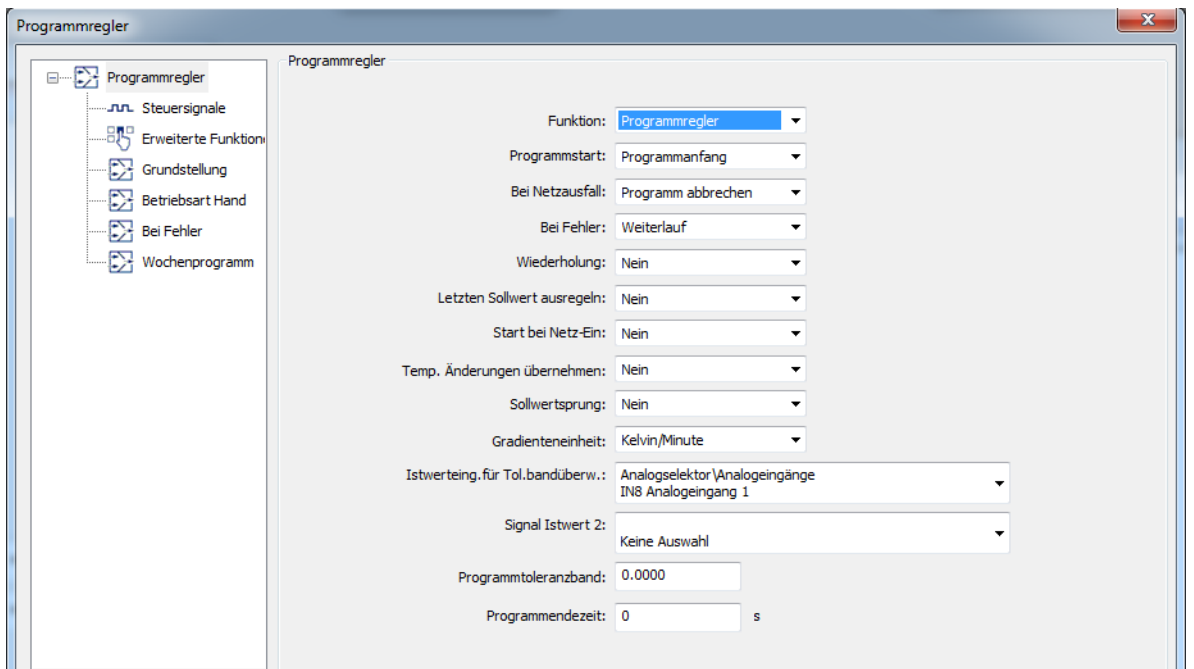 Programmregler
Programmregler
Steuersignale
Erweiterte Funktion
Grundstellung
Betriebsart Hand
Bei Fehler
Wochenprogramm
Programmregler
Funktion: Programmregler
Programmstart: Programmanfang
Bei Netzausfall: Programm abbrechen
Bei Fehler: Weiterlauf
Wiederholung: Nein
Letzten Sollwert ausregeln: Nein
Start bei Netz-Ein: Nein
Temp. Änderungen übernehmen: Nein
Sollwertsprung: Nein
Gradienteneinheit: Kelvin/Minute
Istwerteing.für Tol.bandüberw.: Analogselektor\Analogeingänge
IN8 Analogeingang 1
Signal Istwert 2:
Keine Auswahl
Programmtoleranzband: 0.0000
Programmendezeit: 0 s